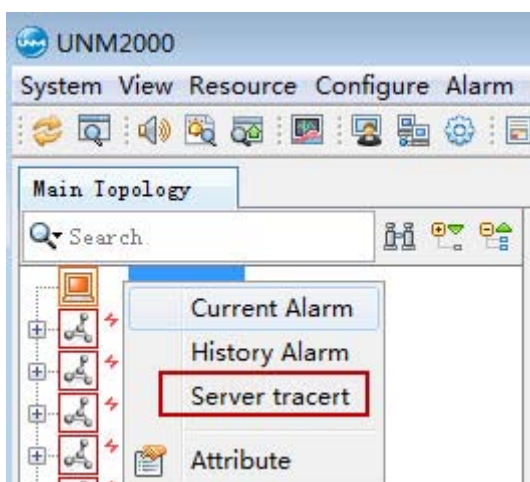 UNM2000
System View Resource Configure Alarm
Main Topology
Search
Current Alarm
History Alarm
Server tracert
Attribute